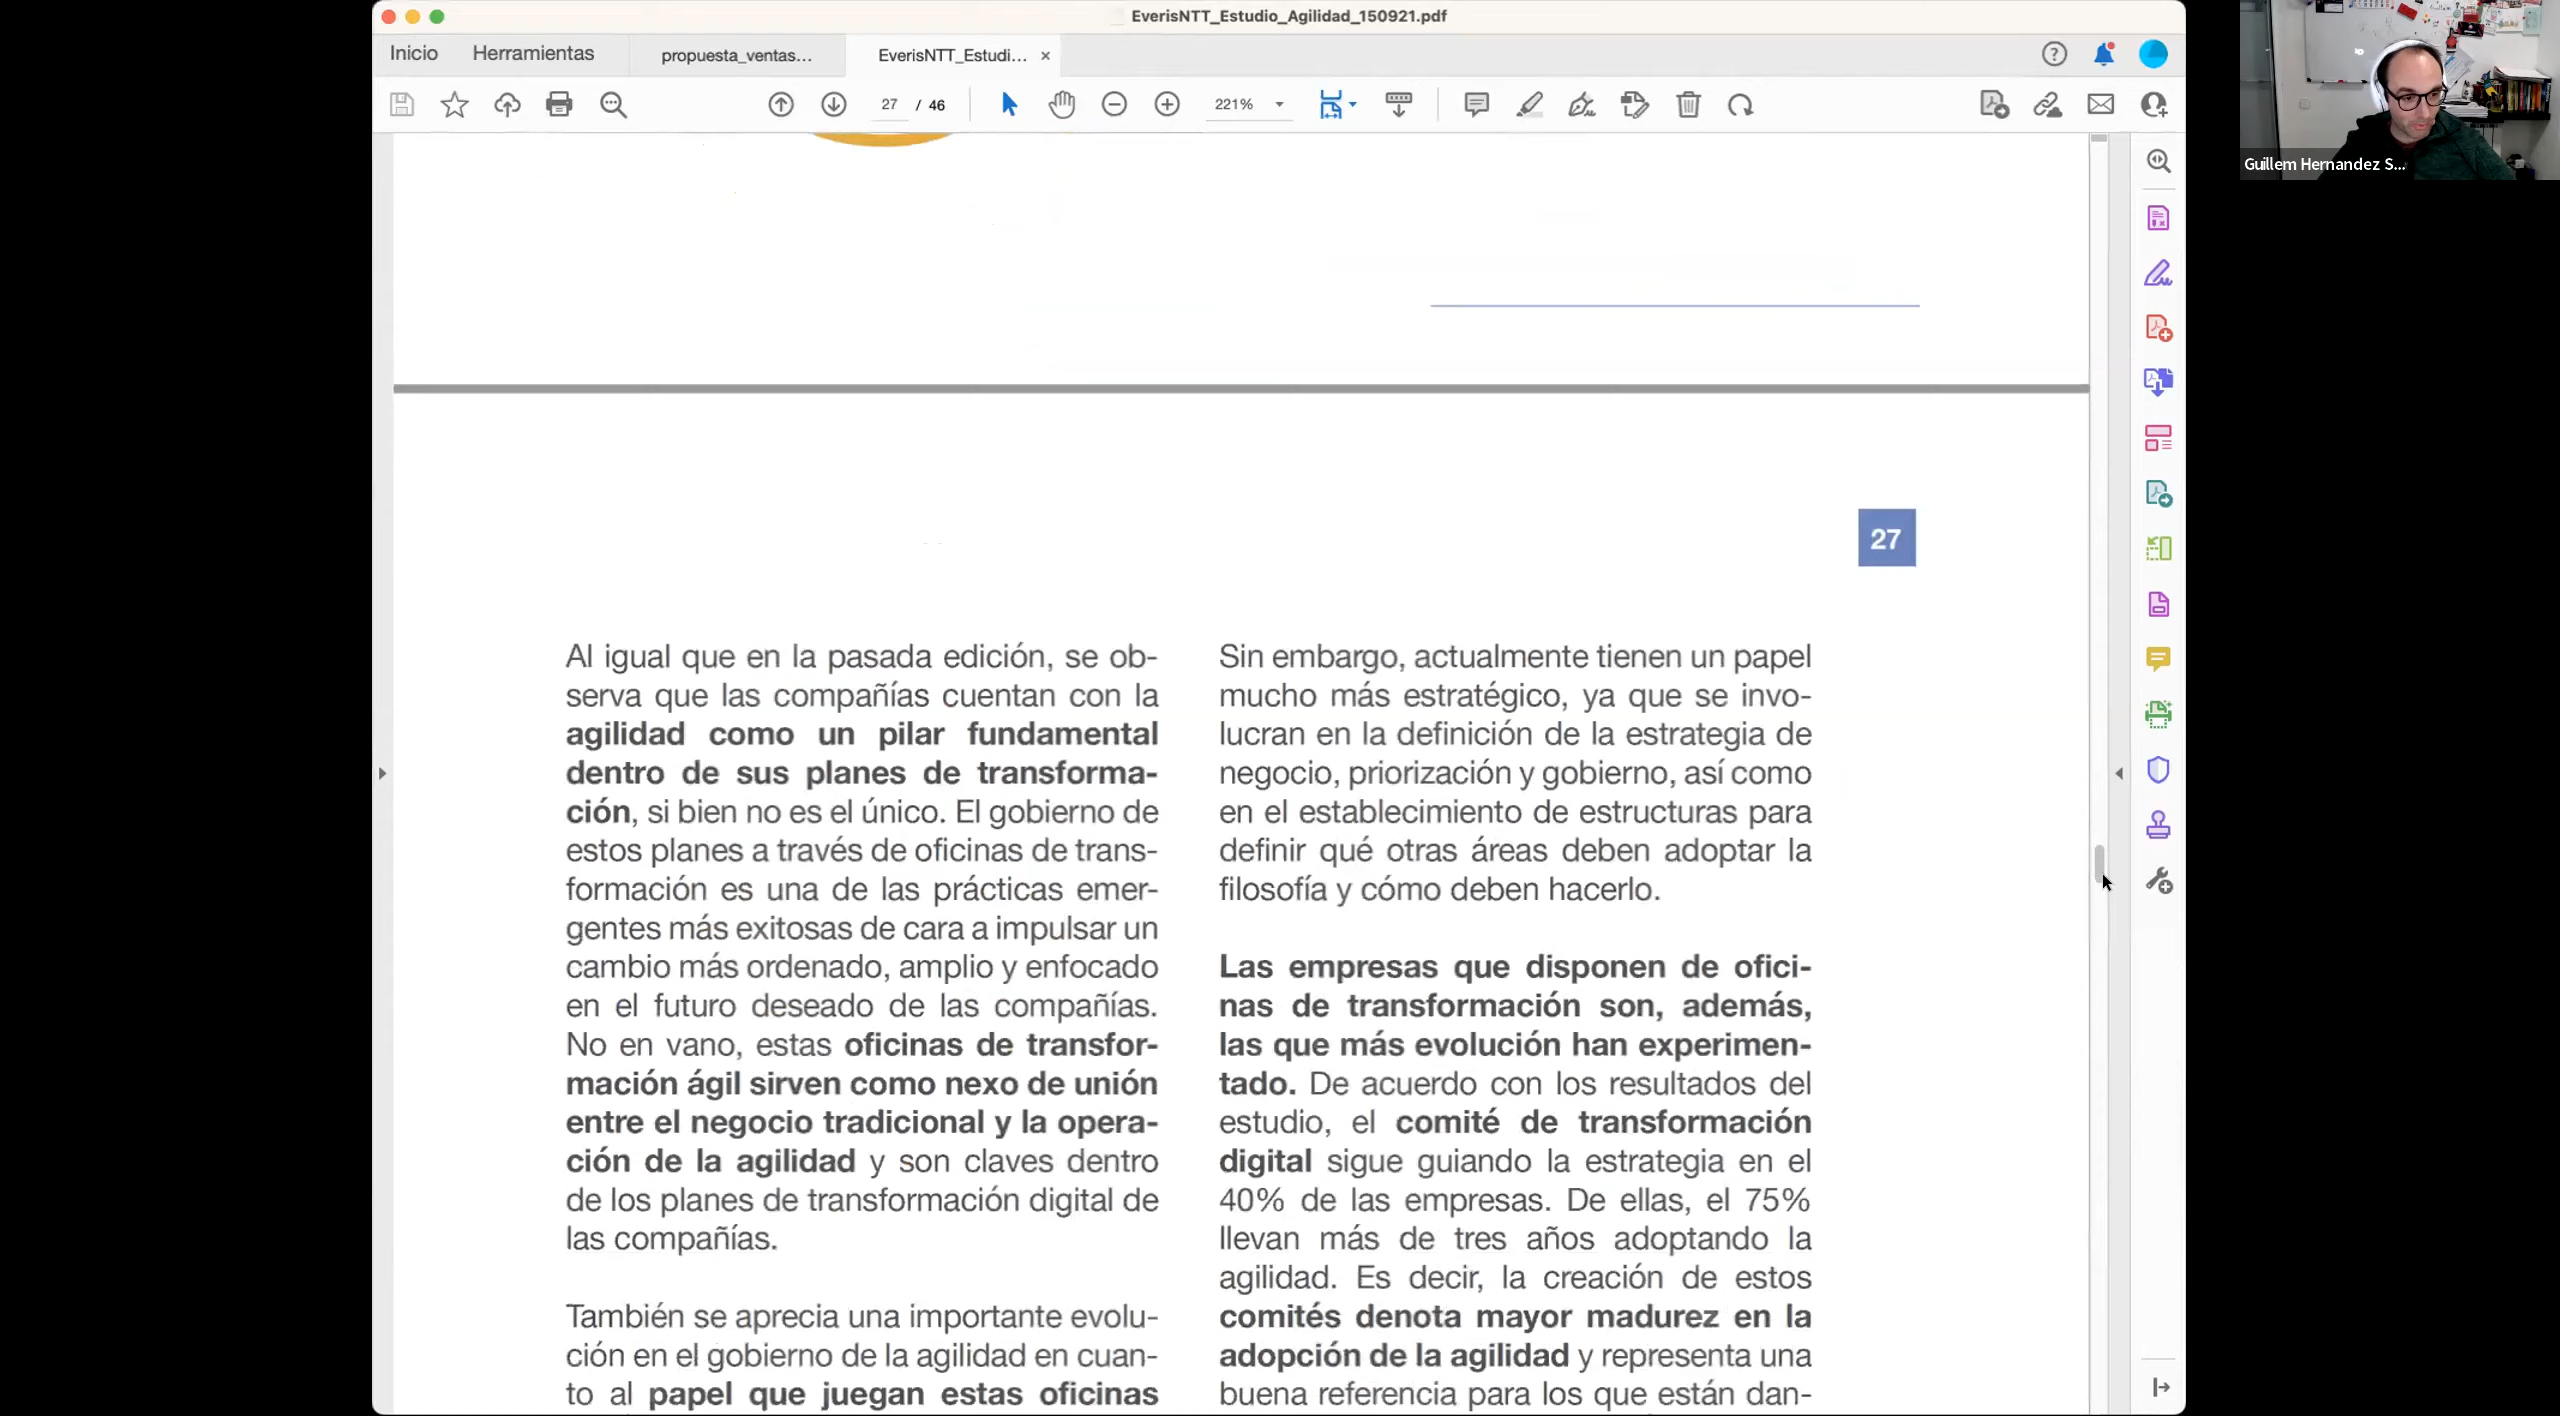 EverisNTT_Estudio_Agilidad_150921.pdf
Inicio
Herramientas
propuesta_ventas...
EverisNTT_Estudi...
27 / 46
221%
Guillem Hernandez S...
27
Al igual que en la pasada edición, se ob-
serva que las compañías cuentan con la
agilidad como un pilar fundamental
dentro de sus planes de transforma-
ción, si bien no es el único. El gobierno de
estos planes a través de oficinas de trans-
formación es una de las prácticas emer-
gentes más exitosas de cara a impulsar un
cambio más ordenado, amplio y enfocado
en el futuro deseado de las compañías.
No en vano, estas oficinas de transfor-
mación ágil sirven como nexo de unión
entre el negocio tradicional y la opera-
ción de la agilidad y son claves dentro
de los planes de transformación digital de
las compañías.
También se aprecia una importante evolu-
ción en el gobierno de la agilidad en cuan-
to al papel que juegan estas oficinas
Sin embargo, actualmente tienen un papel
mucho más estratégico, ya que se invo-
lucran en la definición de la estrategia de
negocio, priorización y gobierno, así como
en el establecimiento de estructuras para
definir qué otras áreas deben adoptar la
filosofía y cómo deben hacerlo.
Las empresas que disponen de ofici-
nas de transformación son, además,
las que más evolución han experimen-
tado. De acuerdo con los resultados del
estudio, el comité de transformación
digital sigue guiando la estrategia en el
40% de las empresas. De ellas, el 75%
llevan más de tres años adoptando la
agilidad. Es decir, la creación de estos
comités denota mayor madurez en la
adopción de la agilidad y representa una
buena referencia para los que están dan-